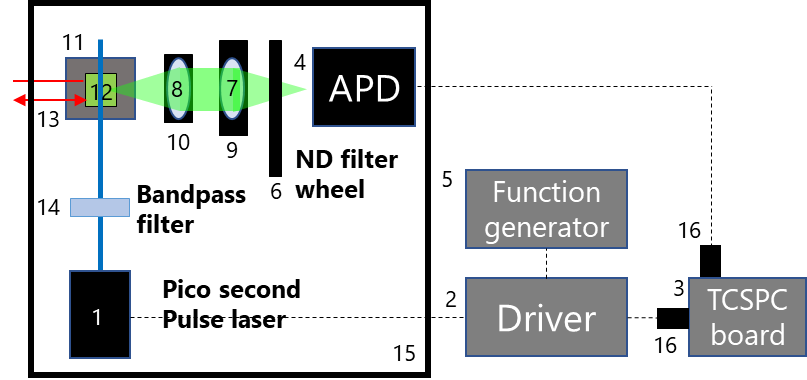 11
12
13
8
10
7
9
4
APD
ND filter
wheel
6
14
Bandpass
filter
5
Function
generator
16
1
Pico second
Pulse laser
2
Driver
3
TCSPC
board
16
15